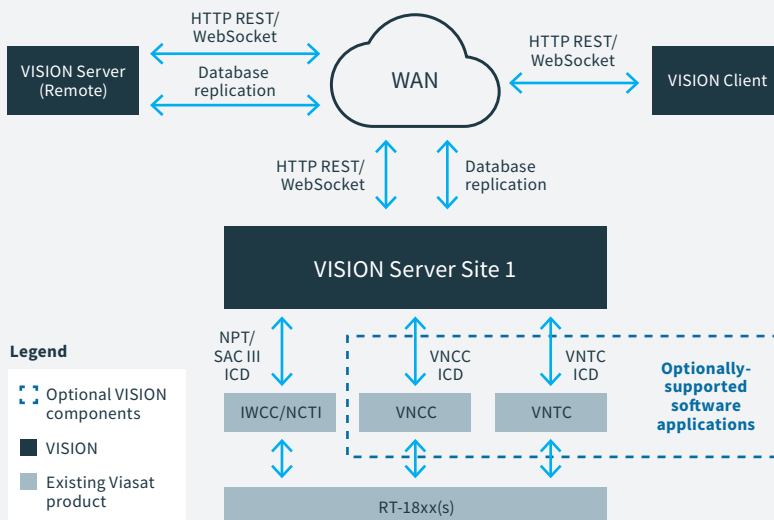 HTTP REST/
WebSocket
HTTP REST/
WebSocket
VISION Server
(Remote)
Database
replication
WAN
VISION Client
HTTP REST/
WebSocket
Database
replication
VISION Server Site 1
NPT/
SAC III
ICD
VNCC
ICD
VNTC
ICD
Optionally-
supported
software
applications
IWCC/NCTI
VNCC
VNTC
RT-18xx(s)
Legend
Optional VISION
components
VISION
Existing Viasat
product